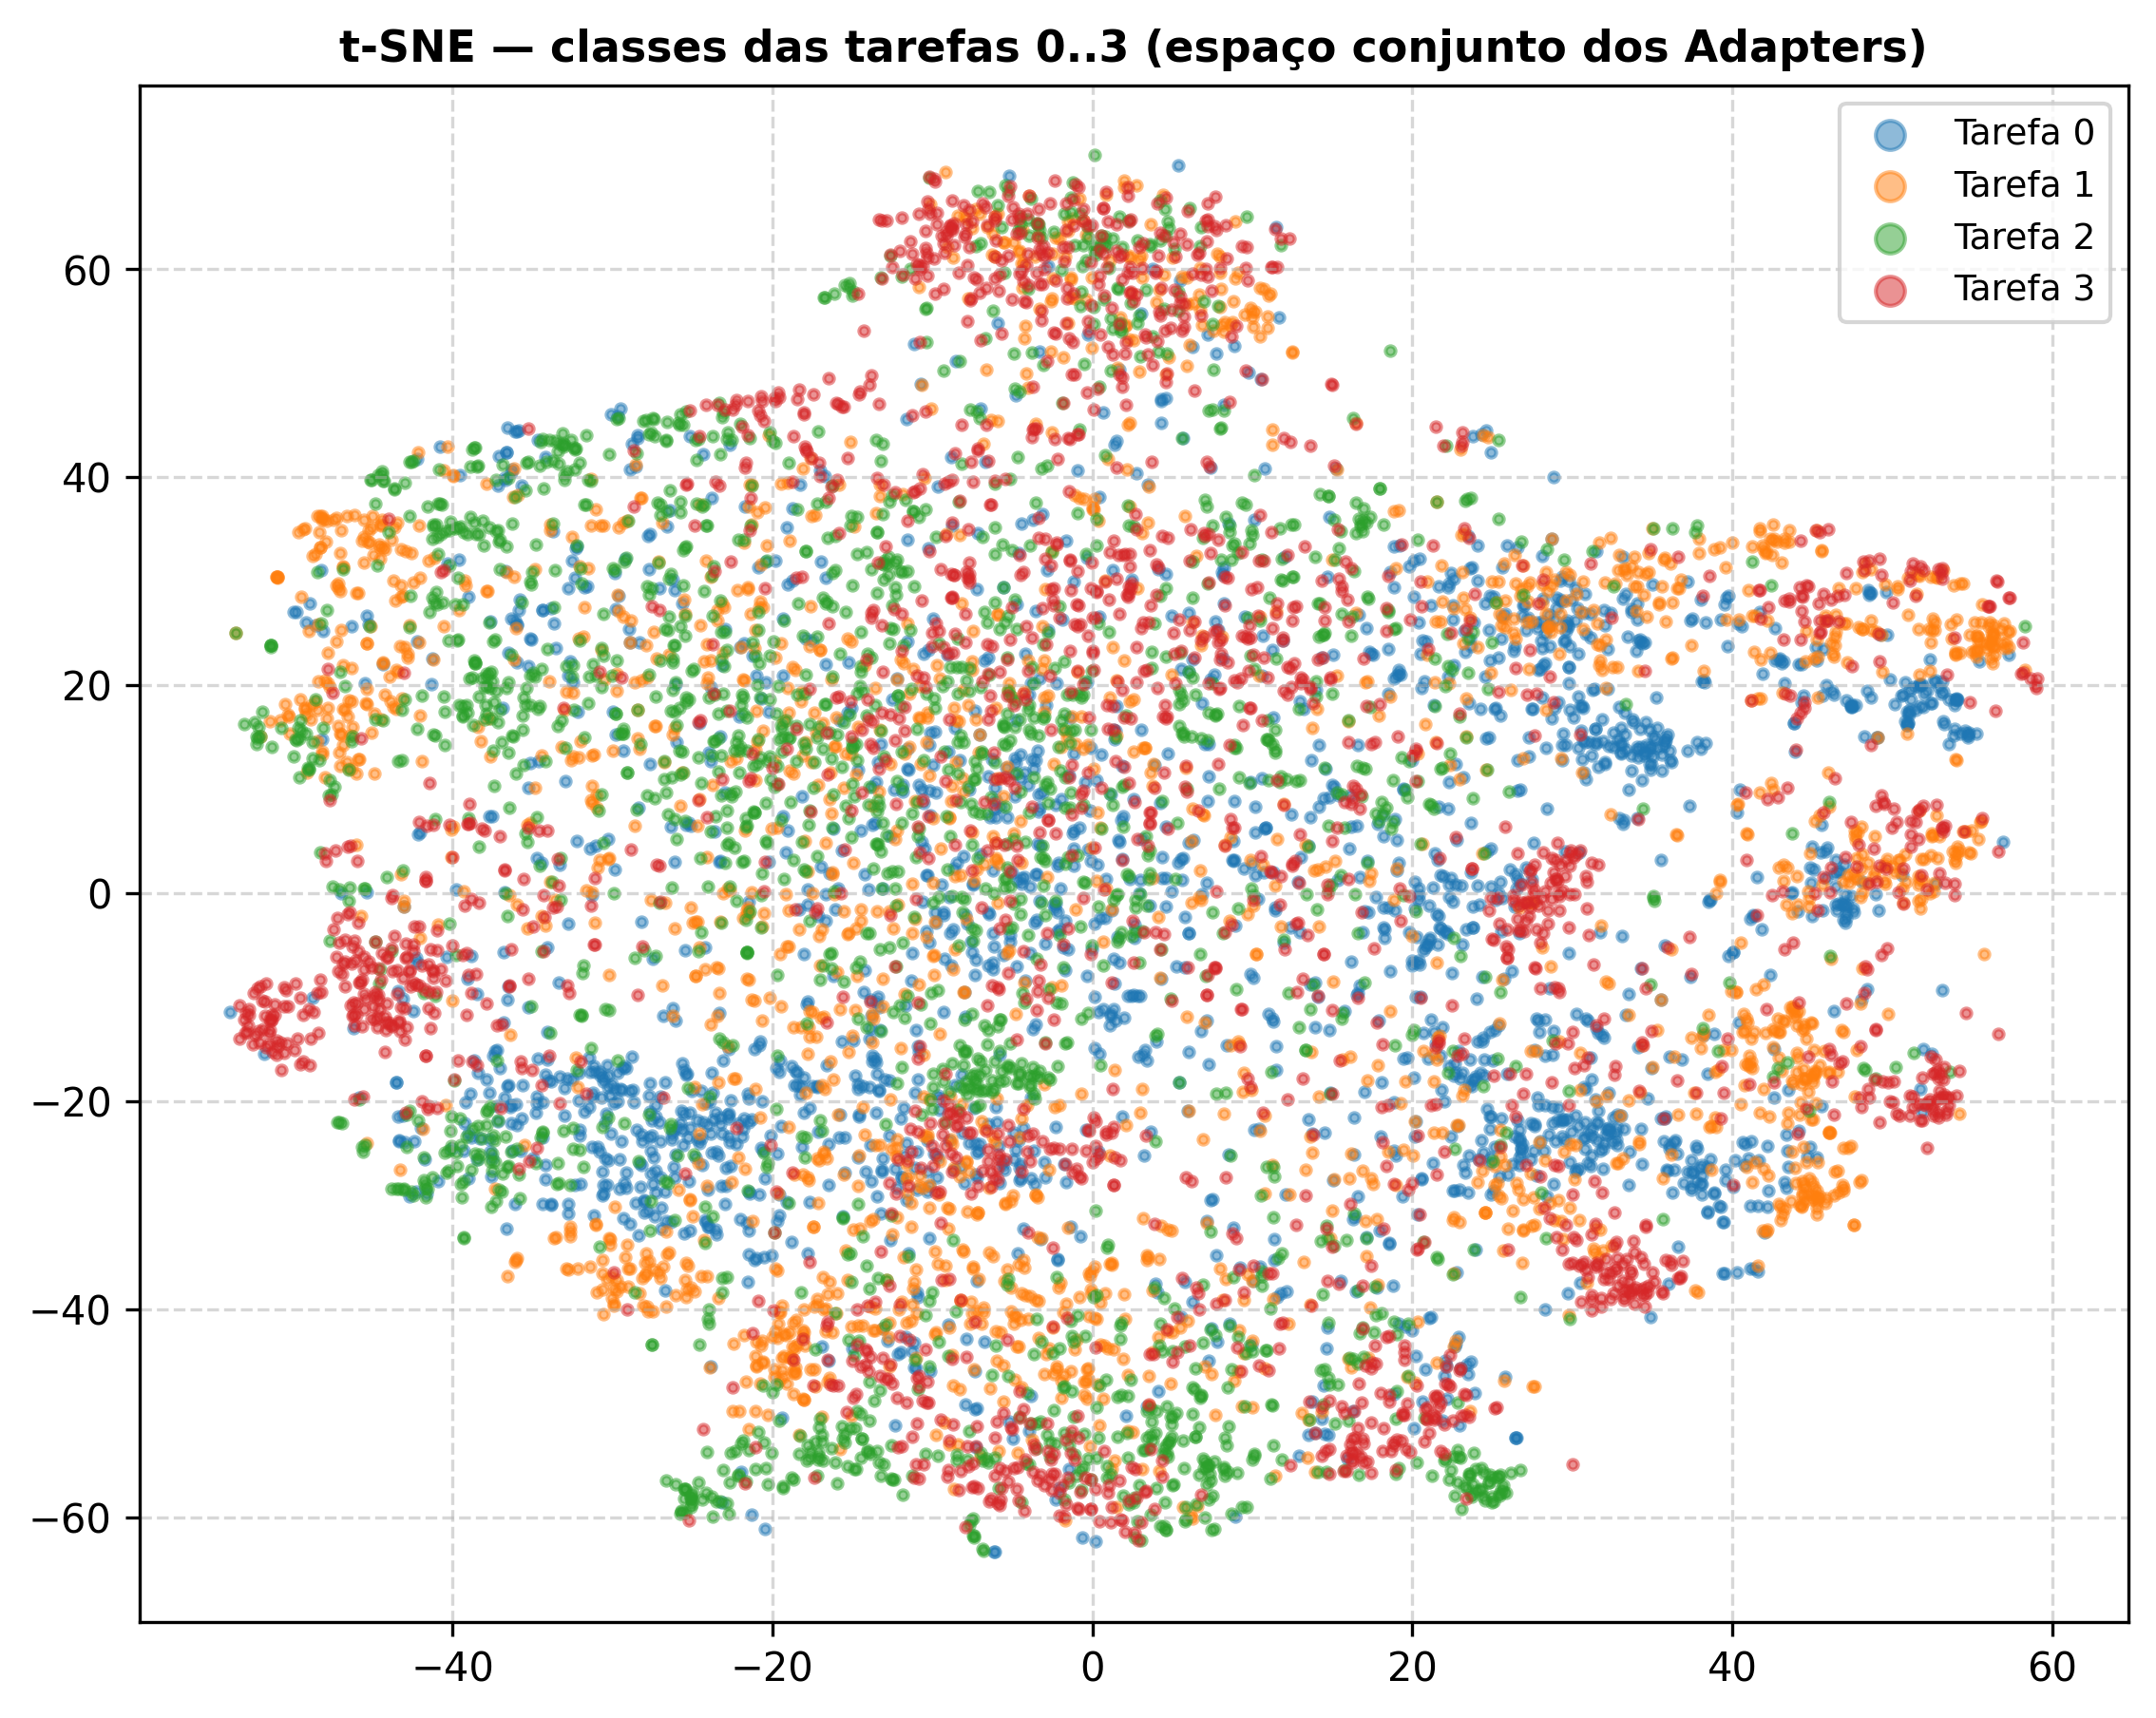 t-SNE — classes das tarefas 0..3 (espaço conjunto dos Adapters)
Tarefa 0
Tarefa 1
Tarefa 2
Tarefa 3
60
40
20
0
−20
−40
−60
−40 −20 0 20 40 60